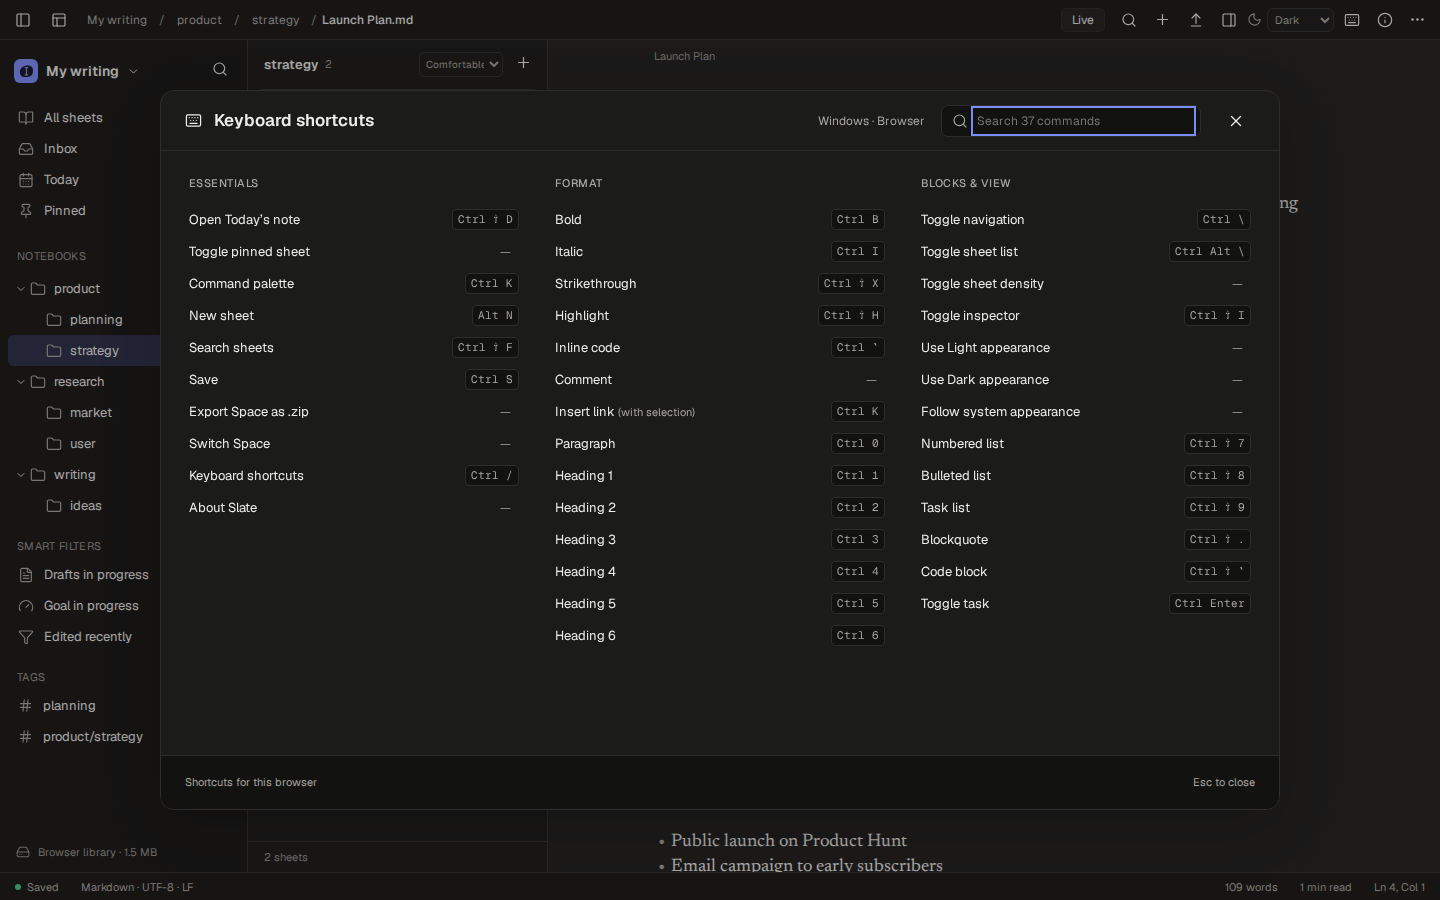 My writing / product / strategy / Launch Plan.md
Live
Dark
My writing
strategy 2
Comfortable
Launch Plan
All sheets
Inbox
Today
Pinned
NOTEBOOKS
product
planning
strategy
research
market
user
writing
ideas
SMART FILTERS
Drafts in progress
Goal in progress
Edited recently
TAGS
# planning
# product/strategy
Browser library · 1.5 MB
Keyboard shortcuts
Windows · Browser
Search 37 commands
ESSENTIALS
Open Today's note Ctrl ⇧ D
Toggle pinned sheet —
Command palette Ctrl K
New sheet Alt N
Search sheets Ctrl ⇧ F
Save Ctrl S
Export Space as .zip —
Switch Space —
Keyboard shortcuts Ctrl /
About Slate —
FORMAT
Bold Ctrl B
Italic Ctrl I
Strikethrough Ctrl ⇧ X
Highlight Ctrl ⇧ H
Inline code Ctrl `
Comment —
Insert link (with selection) Ctrl K
Paragraph Ctrl 0
Heading 1 Ctrl 1
Heading 2 Ctrl 2
Heading 3 Ctrl 3
Heading 4 Ctrl 4
Heading 5 Ctrl 5
Heading 6 Ctrl 6
BLOCKS & VIEW
Toggle navigation Ctrl \
Toggle sheet list Ctrl Alt \
Toggle sheet density —
Toggle inspector Ctrl ⇧ I
Use Light appearance —
Use Dark appearance —
Follow system appearance —
Numbered list Ctrl ⇧ 7
Bulleted list Ctrl ⇧ 8
Task list Ctrl ⇧ 9
Blockquote Ctrl ⇧ .
Code block Ctrl ⇧ `
Toggle task Ctrl Enter
Shortcuts for this browser
Esc to close
ng
• Public launch on Product Hunt
• Email campaign to early subscribers
2 sheets
Saved
Markdown · UTF-8 · LF
109 words
1 min read
Ln 4, Col 1